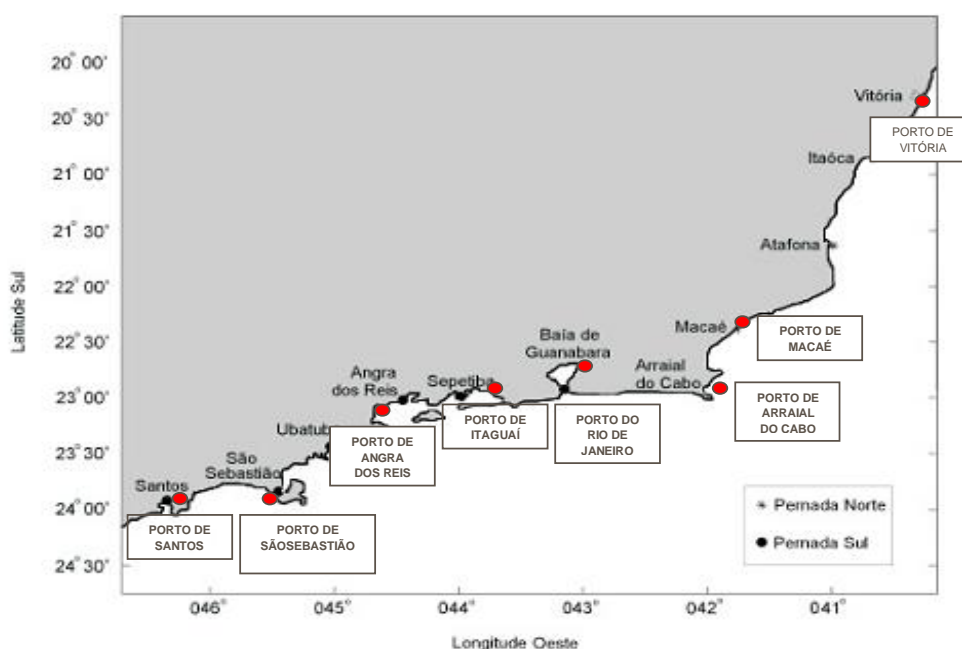 20° 00'
20° 30'
21° 00'
21° 30'
22° 00'
22° 30'
23° 00'
23° 30'
24° 00'
24° 30'
Latitude Sul
Vitória
PORTO DE
VITÓRIA
Itaóca
Atafona
Macaé
PORTO DE
MACAÉ
Baía de
Guanabara
Arraial
do Cabo
PORTO DE
ARRAIAL
DO CABO
Angra
dos Reis
Sepetiba
PORTO DE
ITAGUAÍ
PORTO DO
RIO DE
JANEIRO
Ubatub
PORTO DE
ANGRA
DOS REIS
São
Sebastião
Santos
PORTO DE
SANTOS
PORTO DE
SÃOSEBASTIÃO
Pernada Norte
Pernada Sul
046°
045°
044°
043°
042°
041°
Longitude Oeste